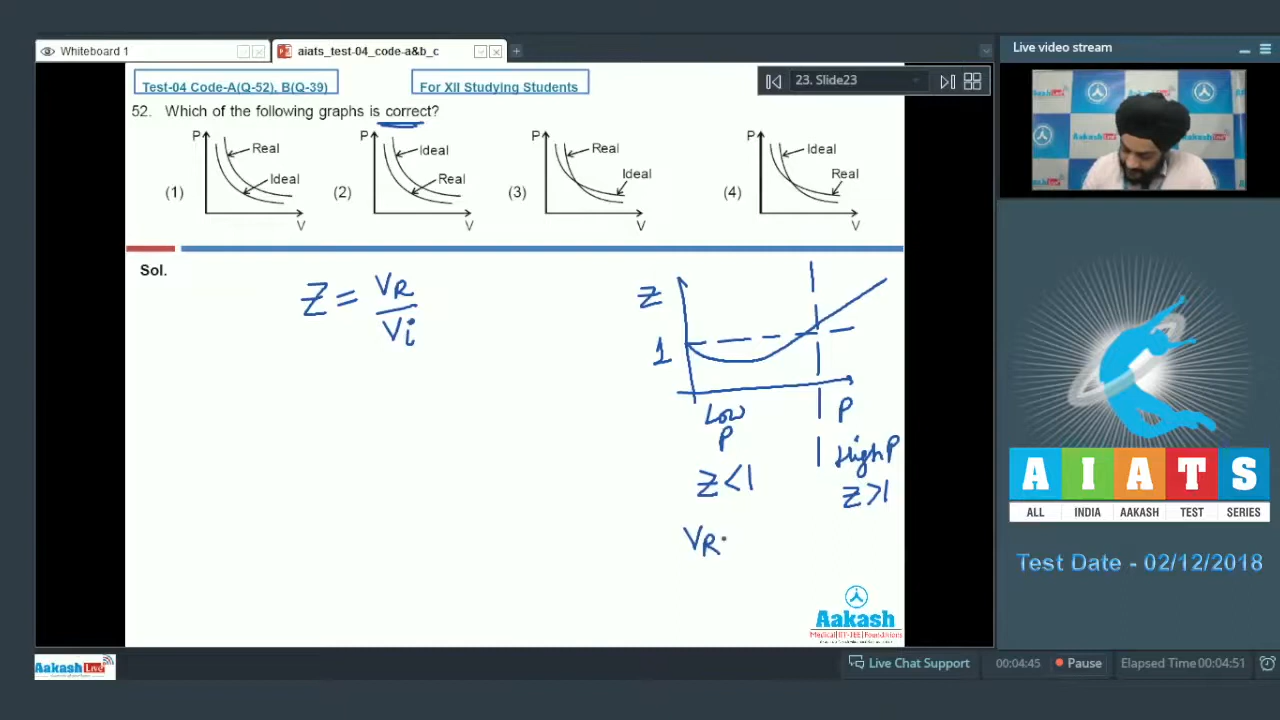 Whiteboard 1
aiats_test-04_code-a&b_c
Live video stream
Test-04 Code-A(Q-52), B(Q-39)
For XII Studying Students
23. Slide23
52. Which of the following graphs is correct?
(1) P Real Ideal V
(2) P Ideal Real V
(3) P Real Ideal V
(4) P Ideal Real V
Sol.
Z = VR / Vi
Z
1
P
Low P
High P
Z < 1
Z > 1
VR
A I A T S
ALL INDIA AAKASH TEST SERIES
Test Date - 02/12/2018
Aakash
Medical|IIT-JEE|Foundations
Aakash Live
Live Chat Support
00:04:45
Pause
Elapsed Time 00:04:51